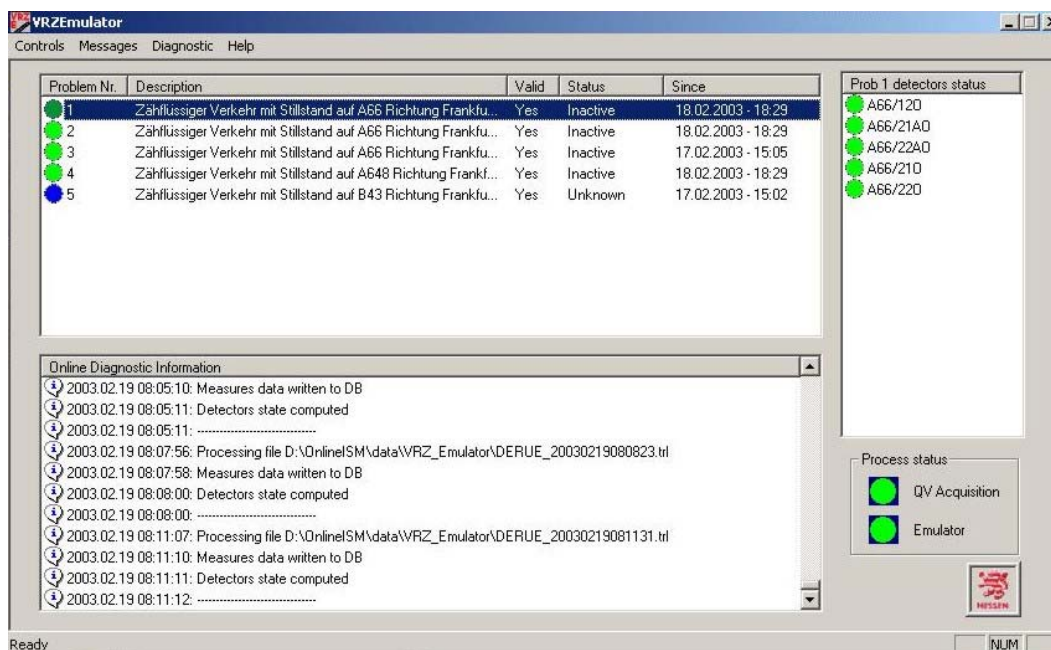 VRZEmulator
Controls Messages Diagnostic Help
Problem Nr. Description Valid Status Since
1 Zähflüssiger Verkehr mit Stillstand auf A66 Richtung Frankfu... Yes Inactive 18.02.2003 - 18:29
2 Zähflüssiger Verkehr mit Stillstand auf A66 Richtung Frankfu... Yes Inactive 18.02.2003 - 18:29
3 Zähflüssiger Verkehr mit Stillstand auf A66 Richtung Frankfu... Yes Inactive 17.02.2003 - 15:05
4 Zähflüssiger Verkehr mit Stillstand auf A648 Richtung Frankf... Yes Inactive 18.02.2003 - 18:29
5 Zähflüssiger Verkehr mit Stillstand auf B43 Richtung Frankfu... Yes Unknown 17.02.2003 - 15:02
Prob 1 detectors status
A66/12O
A66/21AO
A66/22AO
A66/21O
A66/22O
Online Diagnostic Information
2003.02.19 08:05:10: Measures data written to DB
2003.02.19 08:05:11: Detectors state computed
2003.02.19 08:05:11: -------------------------------
2003.02.19 08:07:56: Processing file D:\OnlineISM\data\VRZ_Emulator\DERUE_20030219080823.trl
2003.02.19 08:07:58: Measures data written to DB
2003.02.19 08:08:00: Detectors state computed
2003.02.19 08:08:00: -------------------------------
2003.02.19 08:11:07: Processing file D:\OnlineISM\data\VRZ_Emulator\DERUE_20030219081131.trl
2003.02.19 08:11:10: Measures data written to DB
2003.02.19 08:11:11: Detectors state computed
2003.02.19 08:11:12: -------------------------------
Process status
QV Acquisition
Emulator
HESSEN
Ready NUM